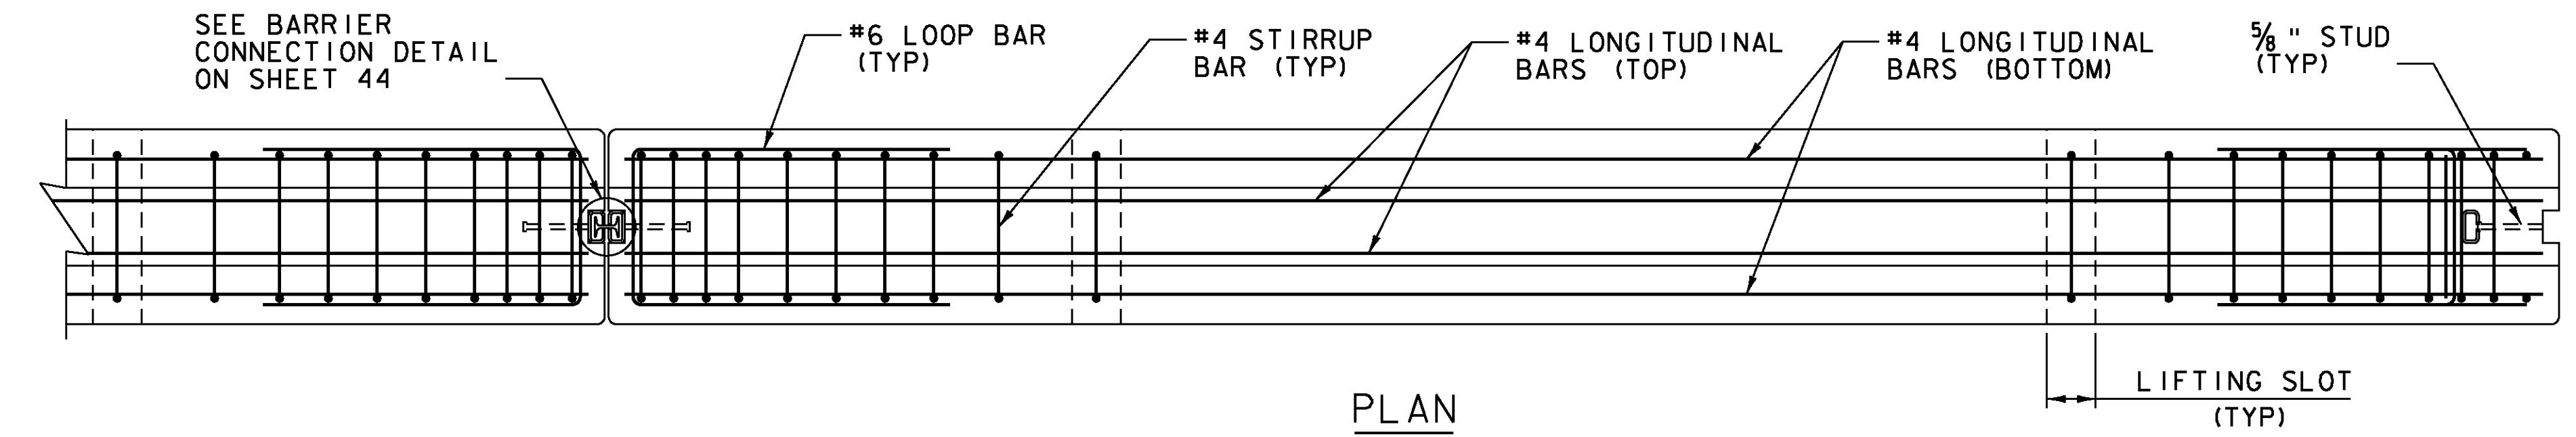 SEE BARRIER
CONNECTION DETAIL
ON SHEET 44
#6 LOOP BAR
(TYP)
#4 STIRRUP
BAR (TYP)
#4 LONGITUDINAL
BARS (TOP)
#4 LONGITUDINAL
BARS (BOTTOM)
5/8" STUD
(TYP)
LIFTING SLOT
(TYP)
PLAN